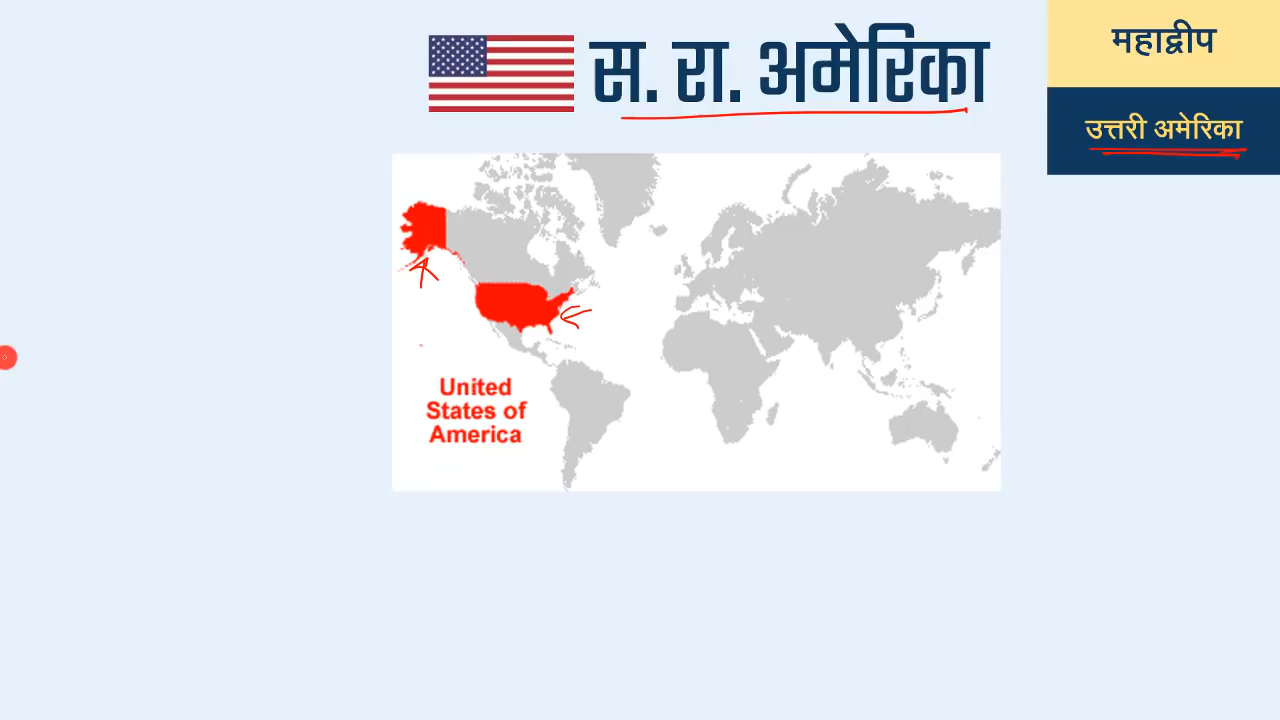 स. रा. अमेरिका
महाद्वीप
उत्तरी अमेरिका
United
States of
America